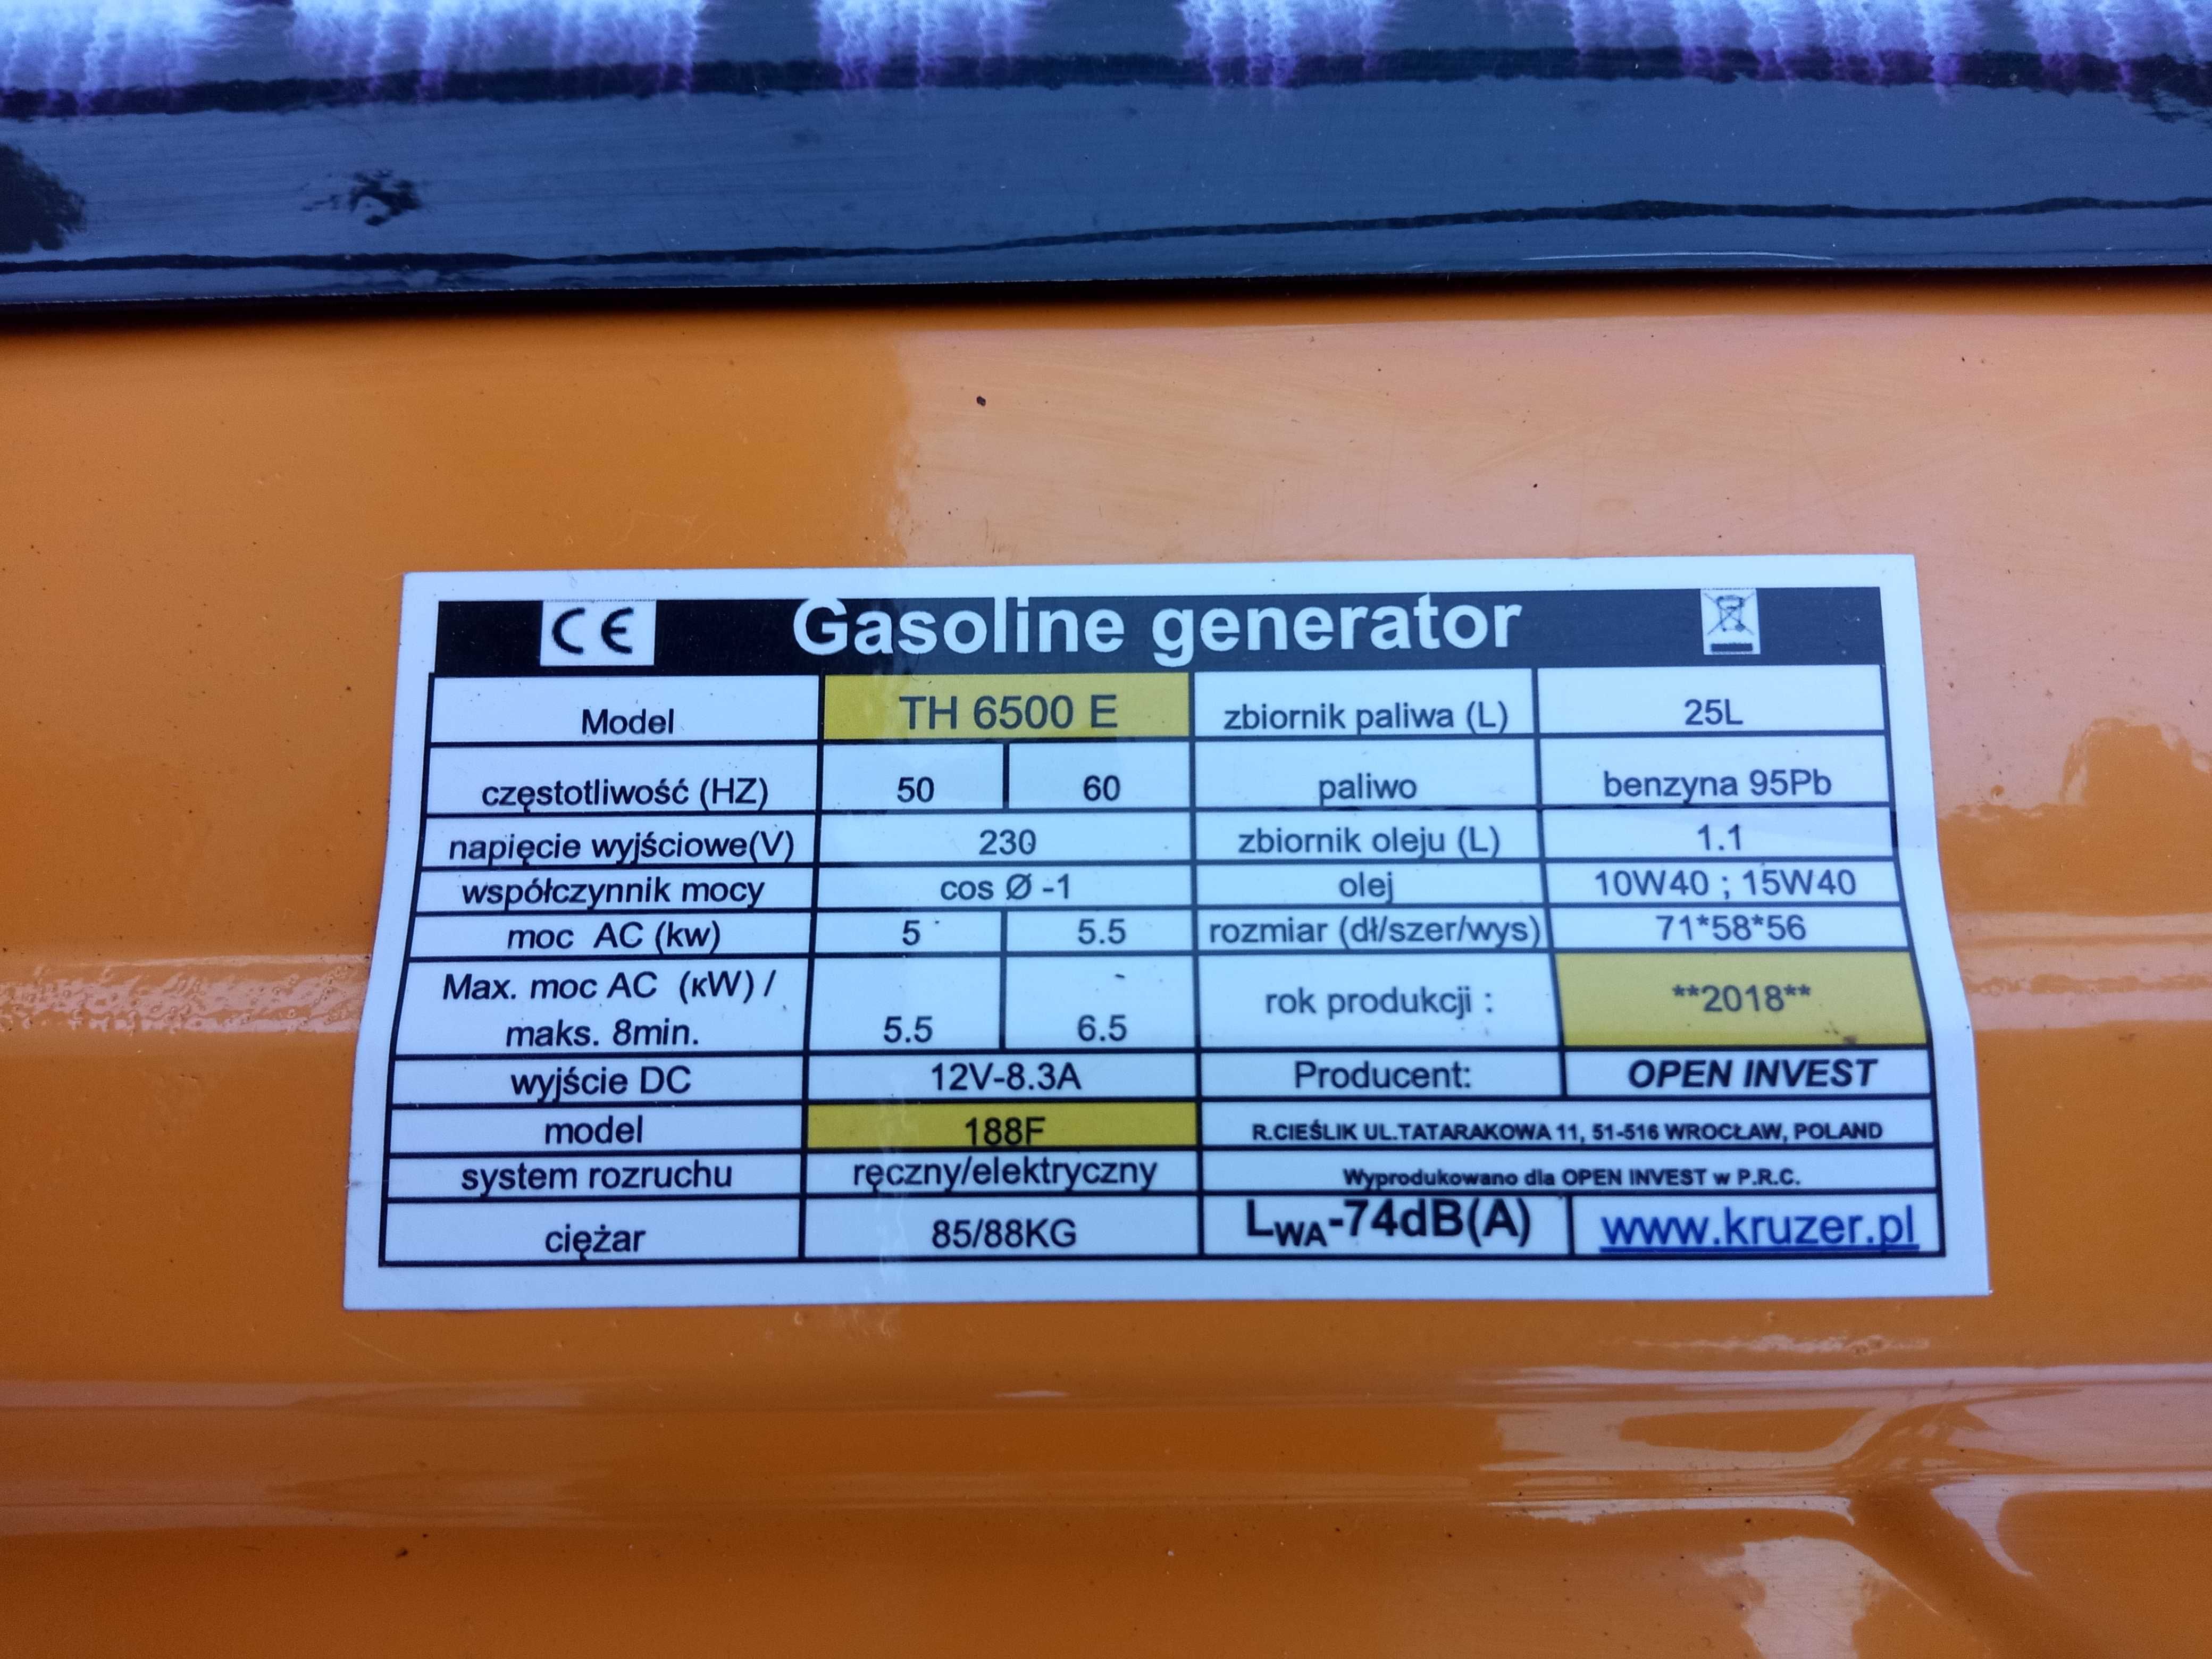 CE Gasoline generator
Model TH 6500 E zbiornik paliwa (L) 25L
częstotliwość (HZ) 50 60 paliwo benzyna 95Pb
napięcie wyjściowe(V) 230 zbiornik oleju (L) 1.1
współczynnik mocy cos Ø -1 olej 10W40 ; 15W40
moc AC (kw) 5 5.5 rozmiar (dł/szer/wys) 71*58*56
Max. moc AC (кW) /
maks. 8min. 5.5 6.5 rok produkcji : **2018**
wyjście DC 12V-8.3A Producent: OPEN INVEST
model 188F R.CIEŚLIK UL.TATARAKOWA 11, 51-516 WROCŁAW, POLAND
system rozruchu ręczny/elektryczny Wyprodukowano dla OPEN INVEST w P.R.C.
ciężar 85/88KG LWA-74dB(A) www.kruzer.pl